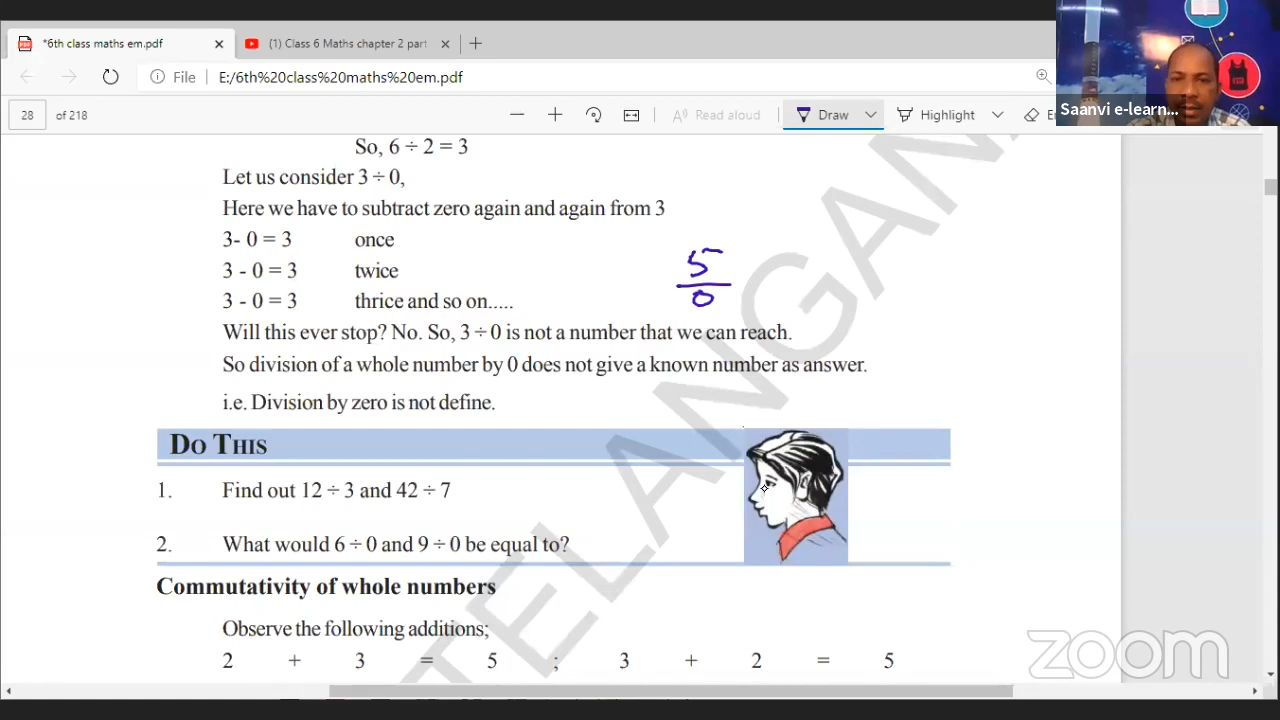 *6th class maths em.pdf
(1) Class 6 Maths chapter 2 part
File
E:/6th%20class%20maths%20em.pdf
Saanvi e-learn...
28 of 218
Read aloud
Draw
Highlight
So, 6 ÷ 2 = 3
Let us consider 3 ÷ 0,
Here we have to subtract zero again and again from 3
3- 0 = 3 once
3 - 0 = 3 twice
3 - 0 = 3 thrice and so on.....
5
0
Will this ever stop? No. So, 3 ÷ 0 is not a number that we can reach.
So division of a whole number by 0 does not give a known number as answer.
i.e. Division by zero is not define.
DO THIS
1. Find out 12 ÷ 3 and 42 ÷ 7
2. What would 6 ÷ 0 and 9 ÷ 0 be equal to?
Commutativity of whole numbers
Observe the following additions;
2 + 3 = 5 ; 3 + 2 = 5
TELANGANA
zoom